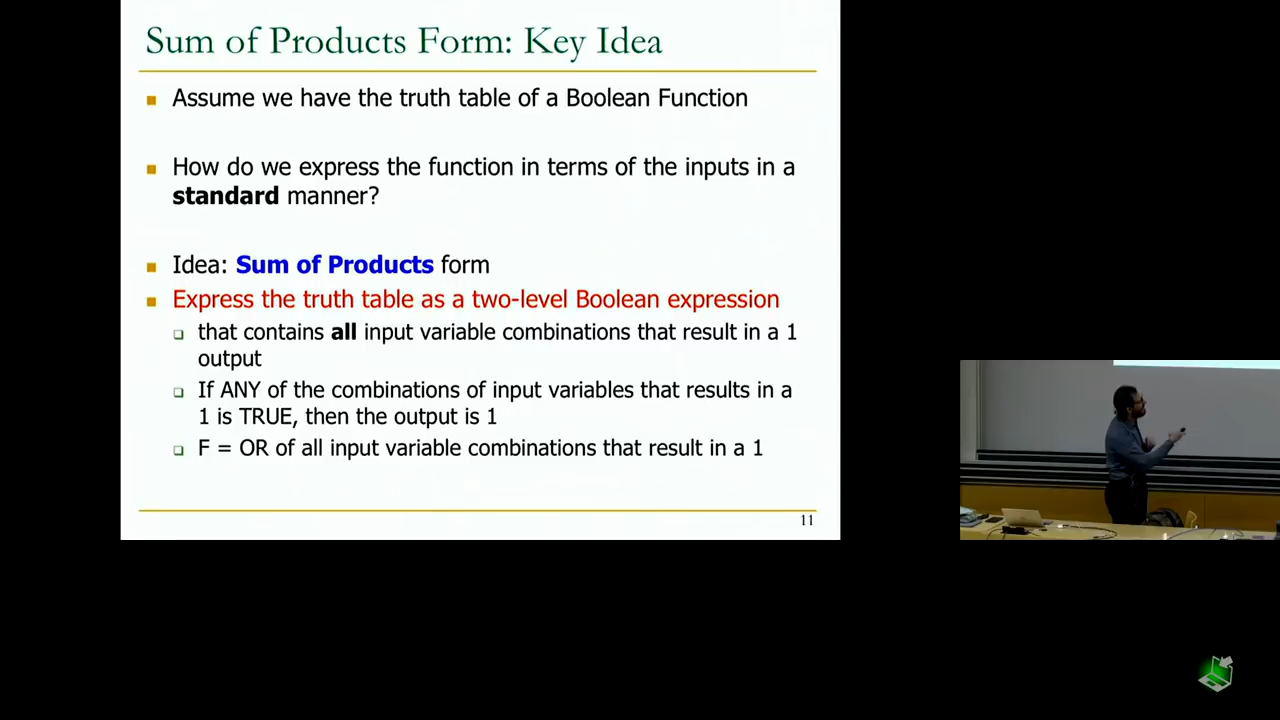 Sum of Products Form: Key Idea
Assume we have the truth table of a Boolean Function
How do we express the function in terms of the inputs in a
standard manner?
Idea: Sum of Products form
Express the truth table as a two-level Boolean expression
that contains all input variable combinations that result in a 1
output
If ANY of the combinations of input variables that results in a
1 is TRUE, then the output is 1
F = OR of all input variable combinations that result in a 1
11